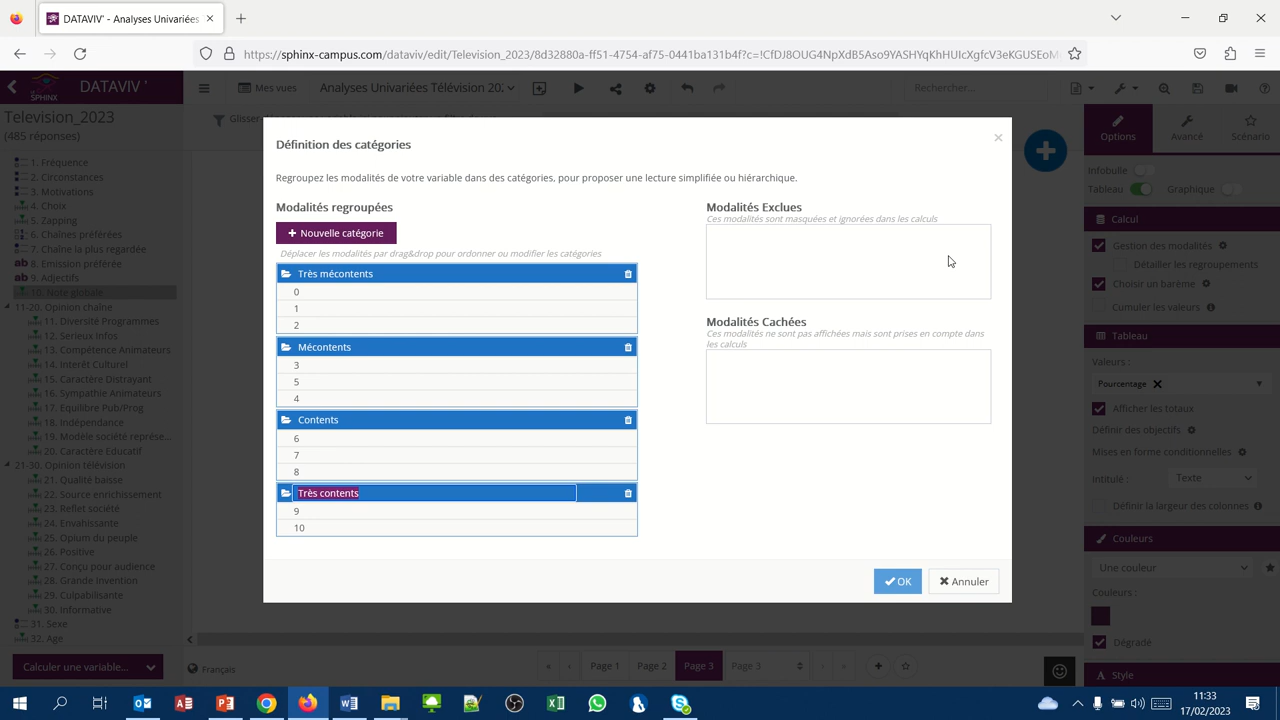 DATAVIV' - Analyses Univariées
https://sphinx-campus.com/dataviv/edit/Television_2023/8d32880a-ff51-4754-af75-0441ba131b4f?c=!CfDJ8OUG4NpXdB5Aso9YASHYqKhHUIcXgfcV3eKGUSEoM
SPHINX
DATAVIV '
Mes vues
Analyses Univariées Télévision 202
Rechercher...
Television_2023
(485 réponses)
1. Fréquence
2. Circonstances
3. Motivations
4. Choix
5. Zapping
6. Chaînes préférées
7. Chaîne la plus regardée
8. Emission préférée
9. Adjectifs
10. Note globale
11-20. Opinion chaîne
11. Diversité Programmes
12. Serieux Infos
13. Compétence Animateurs
14. Interêt Culturel
15. Caractère Distrayant
16. Sympathie Animateurs
17. Equilibre Pub/Prog
18. Indépendance
19. Modèle société représe...
20. Caractère Educatif
21-30. Opinion télévision
21. Qualité baisse
22. Source enrichissement
23. Reflet société
24. Envahissante
25. Opium du peuple
26. Positive
27. Conçu pour audience
28. Grande Invention
29. Culpabilisante
30. Informative
31. Sexe
32. Age
Calculer une variable...
Définition des catégories
Regroupez les modalités de votre variable dans des catégories, pour proposer une lecture simplifiée ou hiérarchique.
Modalités regroupées
Nouvelle catégorie
Déplacer les modalités par drag&drop pour ordonner ou modifier les catégories
Très mécontents
0
1
2
Mécontents
3
5
4
Contents
6
7
8
Très contents
9
10
Modalités Exclues
Ces modalités sont masquées et ignorées dans les calculs
Modalités Cachées
Ces modalités ne sont pas affichées mais sont prises en compte dans
les calculs
OK
Annuler
Options
Avancé
Scénario
Infobulle
Tableau
Graphique
Calcul
Gestion des modalités
Détailler les regroupements
Choisir un barème
Cumuler les valeurs
Tableau
Valeurs :
Pourcentage
Afficher les totaux
Définir des objectifs
Mises en forme conditionnelles
intitulé :
Texte
Définir la largeur des colonnes
Couleurs
Une couleur
Couleurs :
Dégradé
Style
Français
Page 1
Page 2
Page 3
Page 3
11:33
17/02/2023